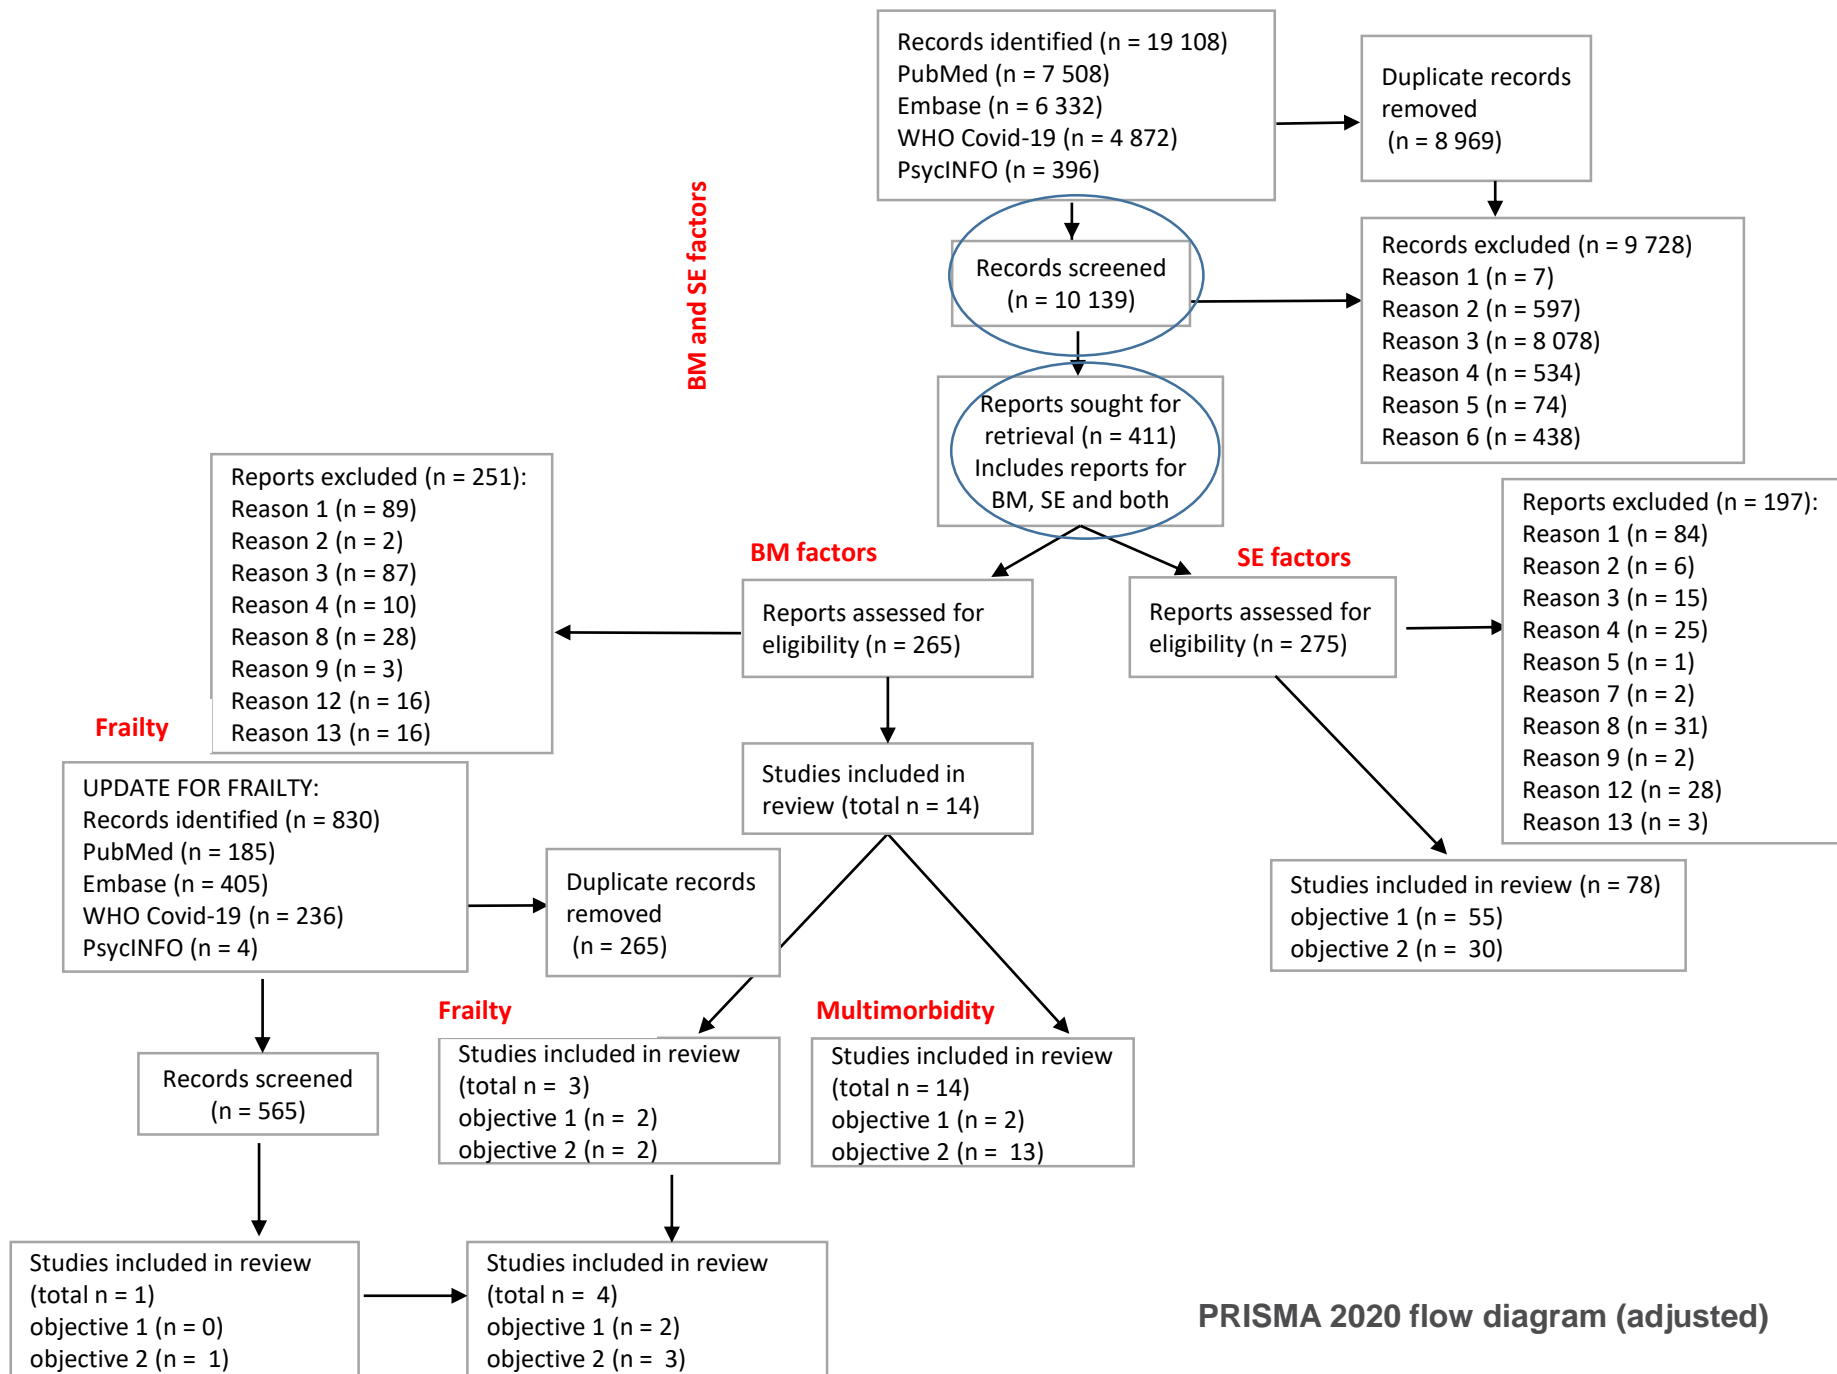 Records identified (n = 19 108)
PubMed (n = 7 508)
Embase (n = 6 332)
WHO Covid-19 (n = 4 872)
PsycINFO (n = 396)
Duplicate records
removed
(n = 8 969)
BM and SE factors
Records screened
(n = 10 139)
Records excluded (n = 9 728)
Reason 1 (n = 7)
Reason 2 (n = 597)
Reason 3 (n = 8 078)
Reason 4 (n = 534)
Reason 5 (n = 74)
Reason 6 (n = 438)
Reports sought for
retrieval (n = 411)
Includes reports for
BM, SE and both
Reports excluded (n = 251):
Reason 1 (n = 89)
Reason 2 (n = 2)
Reason 3 (n = 87)
Reason 4 (n = 10)
Reason 8 (n = 28)
Reason 9 (n = 3)
Reason 12 (n = 16)
Reason 13 (n = 16)
BM factors
Reports assessed for
eligibility (n = 265)
SE factors
Reports assessed for
eligibility (n = 275)
Reports excluded (n = 197):
Reason 1 (n = 84)
Reason 2 (n = 6)
Reason 3 (n = 15)
Reason 4 (n = 25)
Reason 5 (n = 1)
Reason 7 (n = 2)
Reason 8 (n = 31)
Reason 9 (n = 2)
Reason 12 (n = 28)
Reason 13 (n = 3)
Frailty
UPDATE FOR FRAILTY:
Records identified (n = 830)
PubMed (n = 185)
Embase (n = 405)
WHO Covid-19 (n = 236)
PsycINFO (n = 4)
Duplicate records
removed
(n = 265)
Studies included in
review (total n = 14)
Studies included in review (n = 78)
objective 1 (n =  55)
objective 2 (n =  30)
Records screened
(n = 565)
Frailty
Studies included in review
(total n =  3)
objective 1 (n =  2)
objective 2 (n =  2)
Multimorbidity
Studies included in review
(total n = 14)
objective 1 (n = 2)
objective 2 (n =  13)
Studies included in review
(total n = 1)
objective 1 (n = 0)
objective 2 (n =  1)
Studies included in review
(total n =  4)
objective 1 (n = 2)
objective 2 (n =  3)
PRISMA 2020 flow diagram (adjusted)